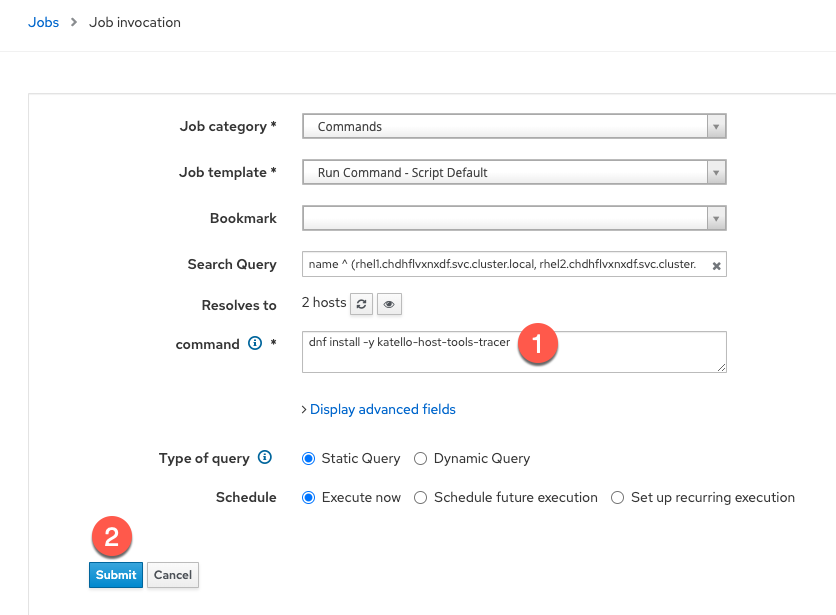 Jobs > Job invocation
Job category * Commands
Job template * Run Command - Script Default
Bookmark
Search Query name ^ (rhel1.chdhflvxnxdf.svc.cluster.local, rhel2.chdhflvxnxdf.svc.cluster.
Resolves to 2 hosts
command * dnf install -y katello-host-tools-tracer 1
> Display advanced fields
Type of query Static Query Dynamic Query
Schedule Execute now Schedule future execution Set up recurring execution
2
Submit Cancel